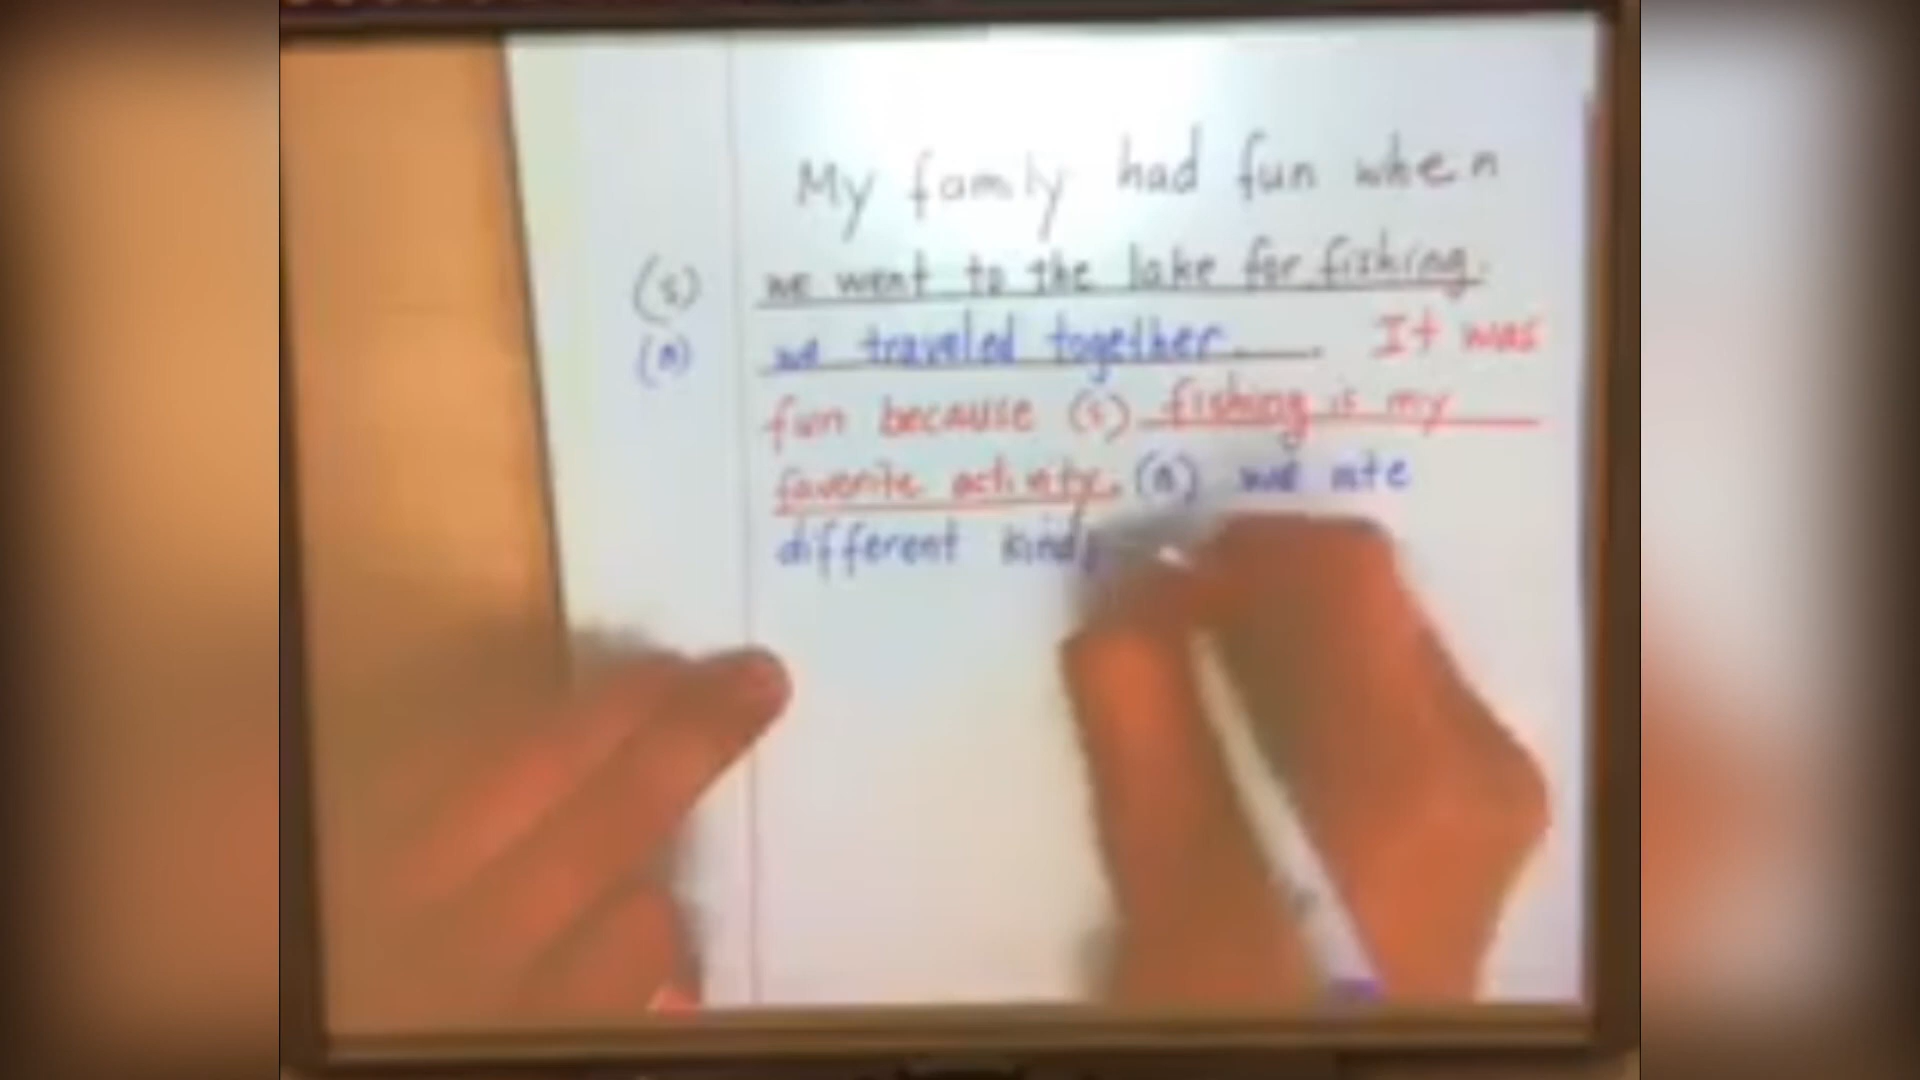 My family had fun when
(s) we went to the lake for fishing.
(n) we traveled together. It was
fun because (s) fishing is my
favorite activity. (n) we ate
different kinds